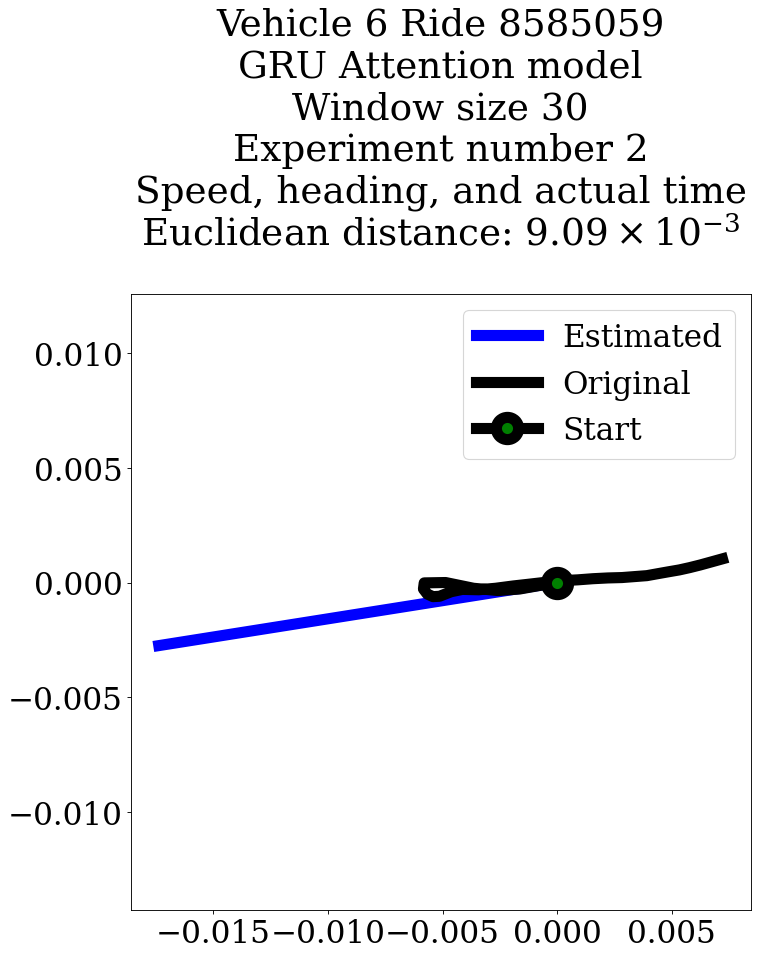 Vehicle 6 Ride 8585059
GRU Attention model
Window size 30
Experiment number 2
Speed, heading, and actual time
Euclidean distance: 9.09 × 10⁻³
Estimated
Original
Start
0.010
0.005
0.000
−0.005
−0.010
−0.015 −0.010 −0.005 0.000 0.005